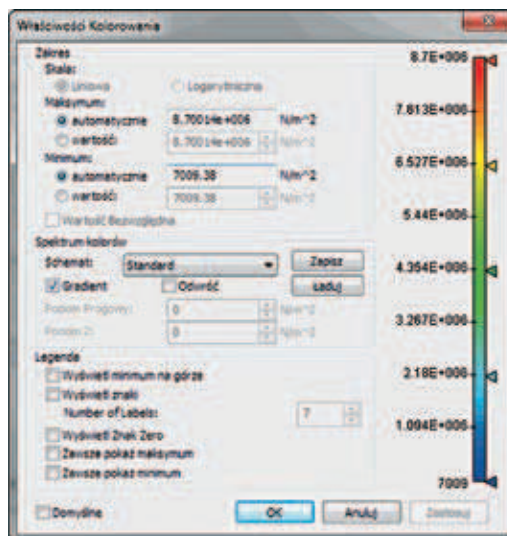 Właściwości Kolorowania
Zakres
Skala:
Liniowa Logarytmiczna
Maksymum:
automatycznie 8.70014e+006 N/m^2
wartość: 8.70014e+006 N/m^2
Minimum:
automatycznie 7009.38 N/m^2
wartość: 7009.38 N/m^2
Wartość Bezwzględna
Spektrum kolorów
Schemat: Standard Zapisz
Gradient Odwróć Ładuj
Poziom Progowy: 0 N/m^2
Poziom 2: 0 N/m^2
Legenda
Wyświetl minimum na górze
Wyświetl znaki
Number of Labels: 7
Wyświetl Znak Zero
Zawsze pokaż maksymum
Zawsze pokaż minimum
Domyślne OK Anuluj Zastosuj
8.7E+006
7.613E+006
6.527E+006
5.44E+006
4.354E+006
3.267E+006
2.18E+006
1.094E+006
7009